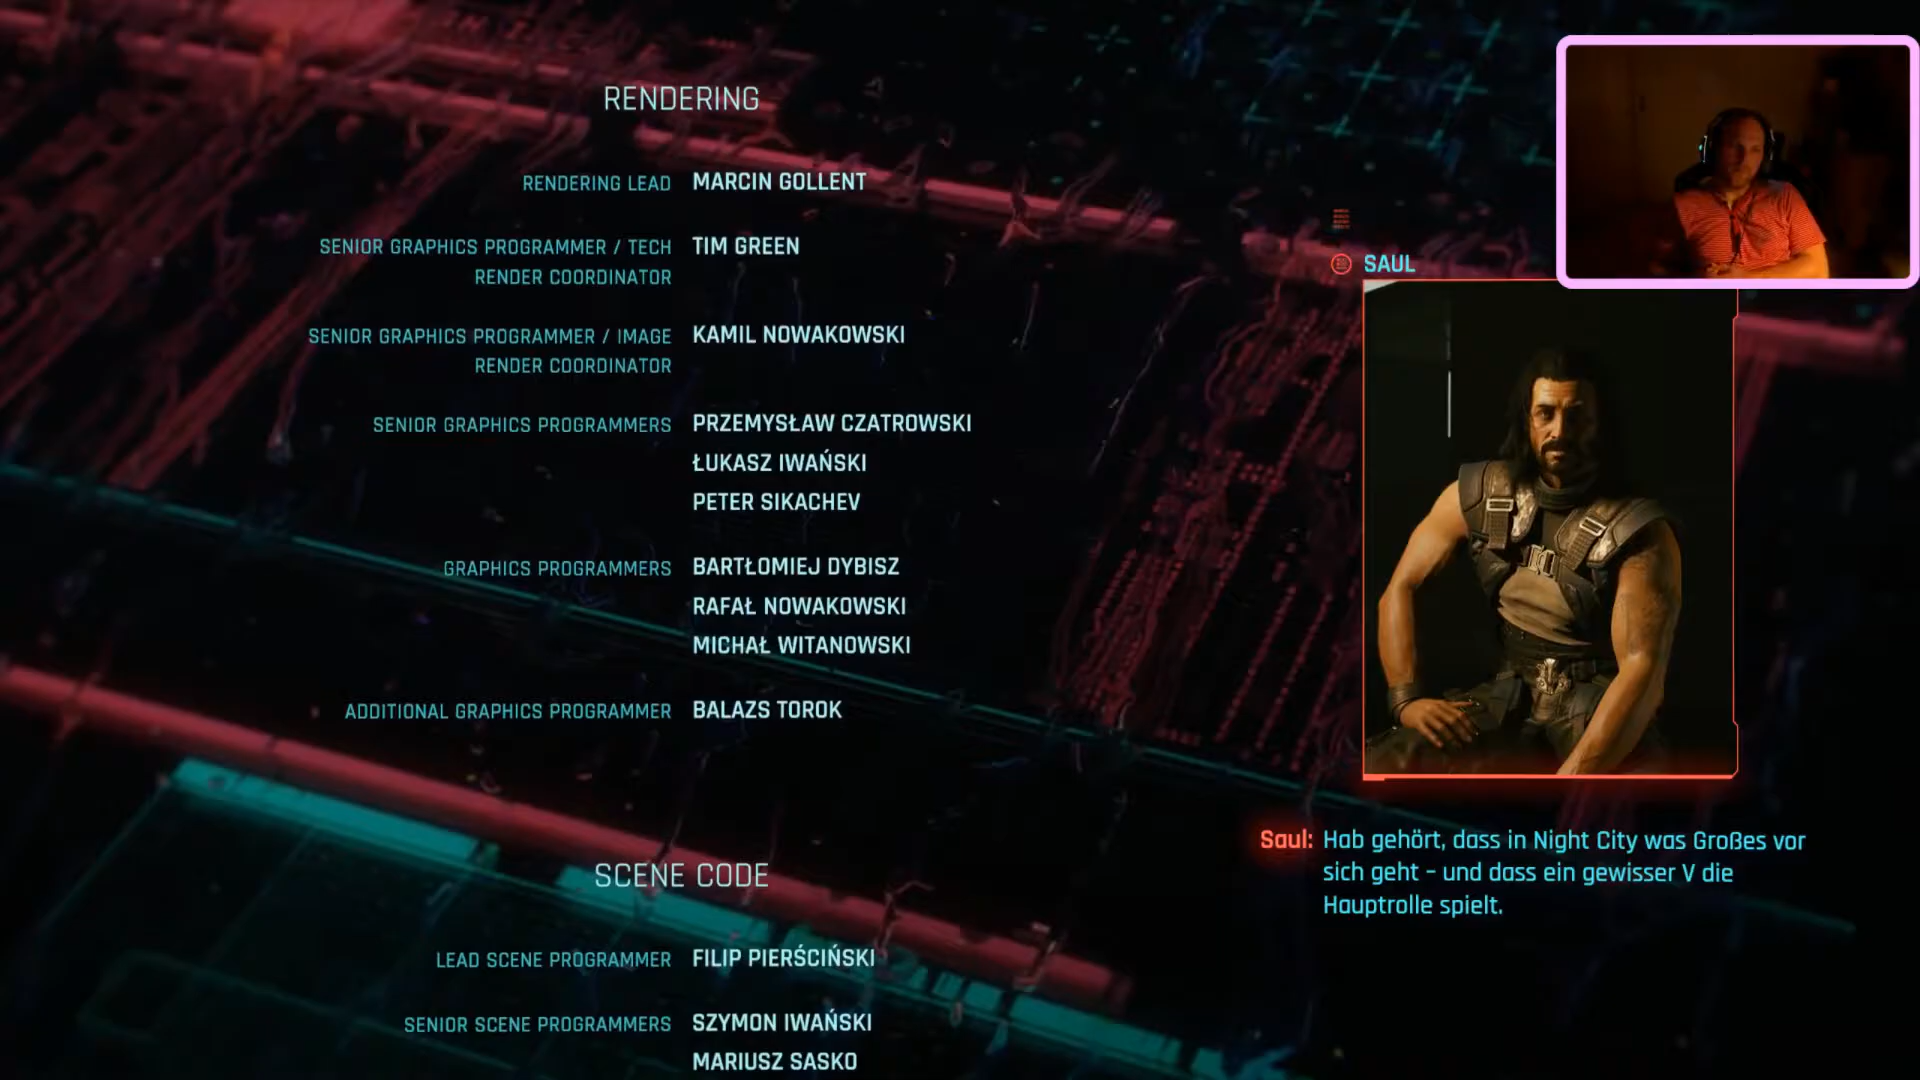 RENDERING
RENDERING LEAD MARCIN GOLLENT
SENIOR GRAPHICS PROGRAMMER / TECH TIM GREEN
RENDER COORDINATOR
SENIOR GRAPHICS PROGRAMMER / IMAGE KAMIL NOWAKOWSKI
RENDER COORDINATOR
SENIOR GRAPHICS PROGRAMMERS PRZEMYSŁAW CZATROWSKI
ŁUKASZ IWAŃSKI
PETER SIKACHEV
GRAPHICS PROGRAMMERS BARTŁOMIEJ DYBISZ
RAFAŁ NOWAKOWSKI
MICHAŁ WITANOWSKI
ADDITIONAL GRAPHICS PROGRAMMER BALAZS TOROK
SCENE CODE
LEAD SCENE PROGRAMMER FILIP PIERŚCIŃSKI
SENIOR SCENE PROGRAMMERS SZYMON IWAŃSKI
MARIUSZ SASKO
SAUL
Saul: Hab gehört, dass in Night City was Großes vor
sich geht – und dass ein gewisser V die
Hauptrolle spielt.